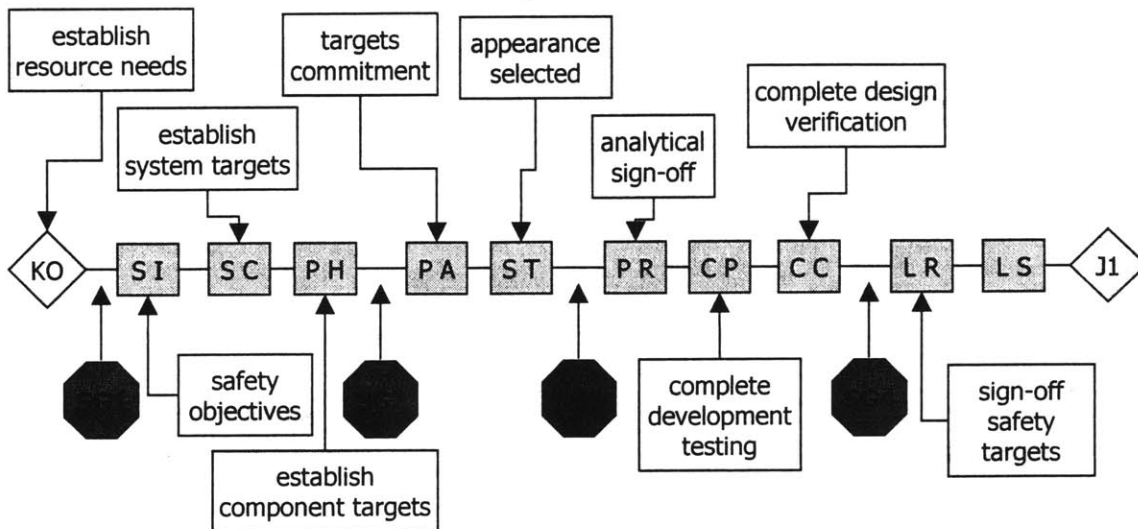 establish
resource needs
targets
commitment
appearance
selected
complete design
verification
establish
system targets
analytical
sign-off
KO
SI
SC
PH
PA
ST
PR
CP
CC
LR
LS
J1
safety
objectives
establish
component targets
complete
development
testing
sign-off
safety
targets